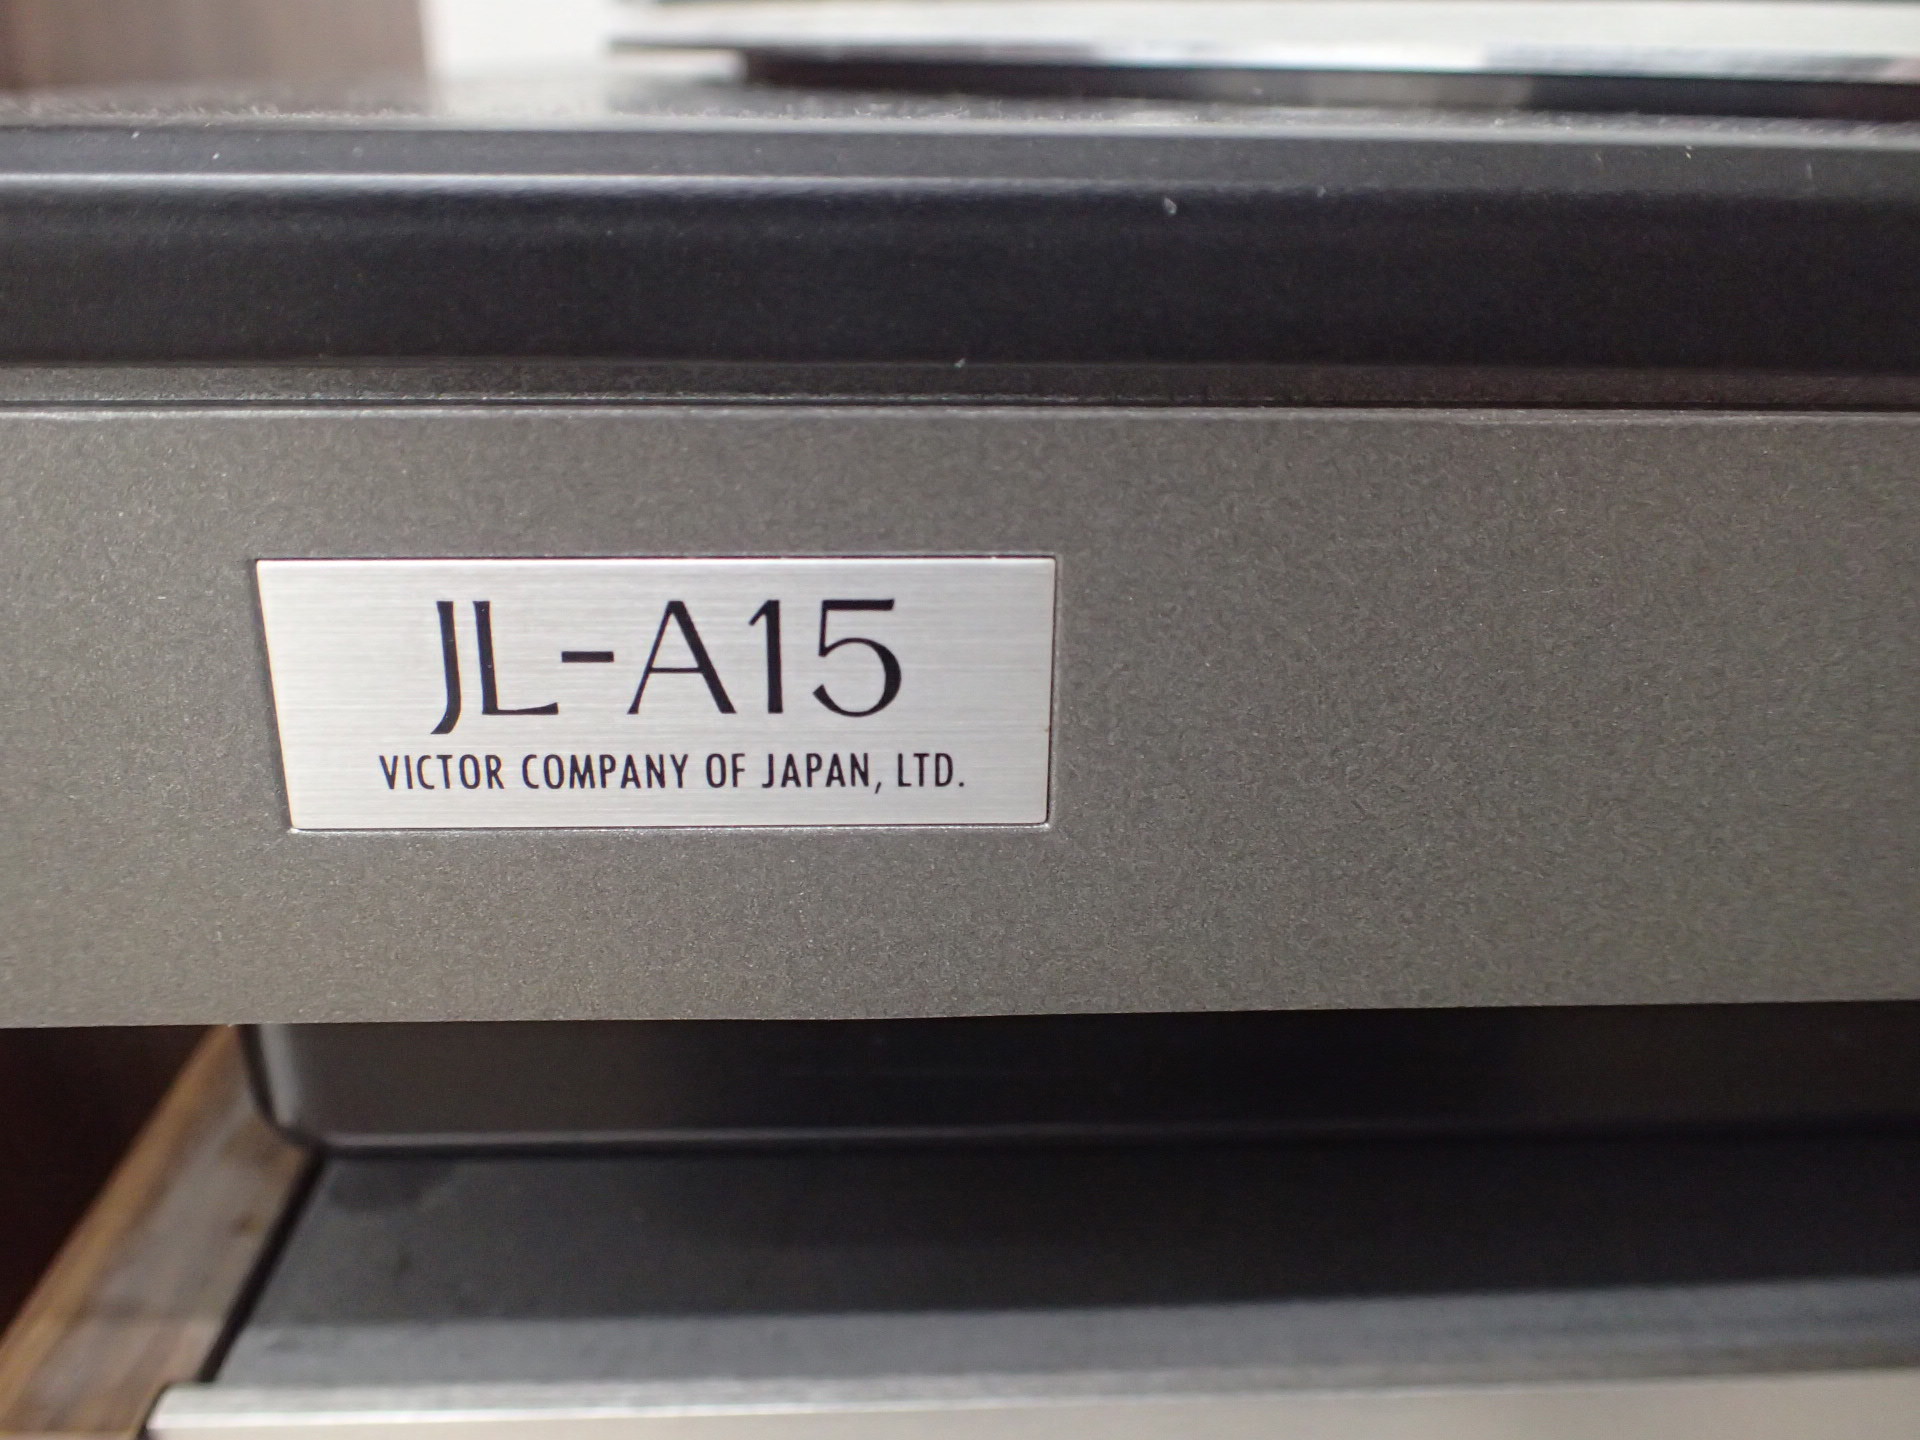 JL-A15
VICTOR COMPANY OF JAPAN, LTD.